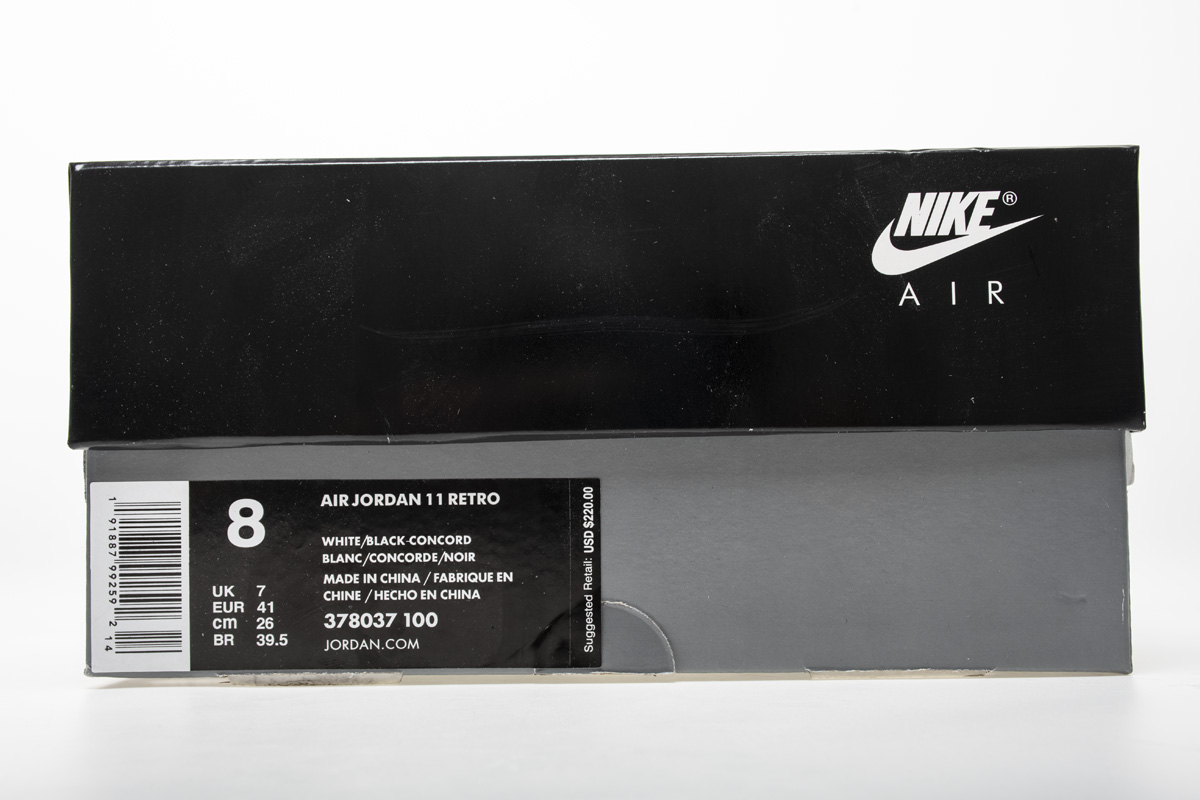 NIKE®
AIR
1 91887 99259 2 14
8
UK 7
EUR 41
cm 26
BR 39.5
AIR JORDAN 11 RETRO
WHITE/BLACK-CONCORD
BLANC/CONCORDE/NOIR
MADE IN CHINA / FABRIQUE EN
CHINE / HECHO EN CHINA
378037 100
JORDAN.COM
Suggested Retail: USD $220.00